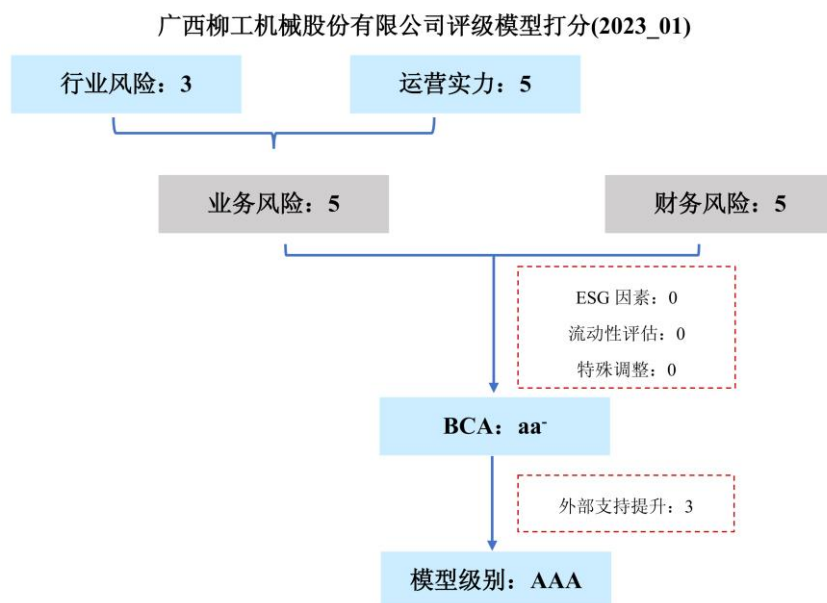 广西柳工机械股份有限公司评级模型打分(2023_01)
行业风险：3
运营实力：5
业务风险：5
财务风险：5
ESG 因素：0
流动性评估：0
特殊调整：0
BCA：aa-
外部支持提升：3
模型级别：AAA